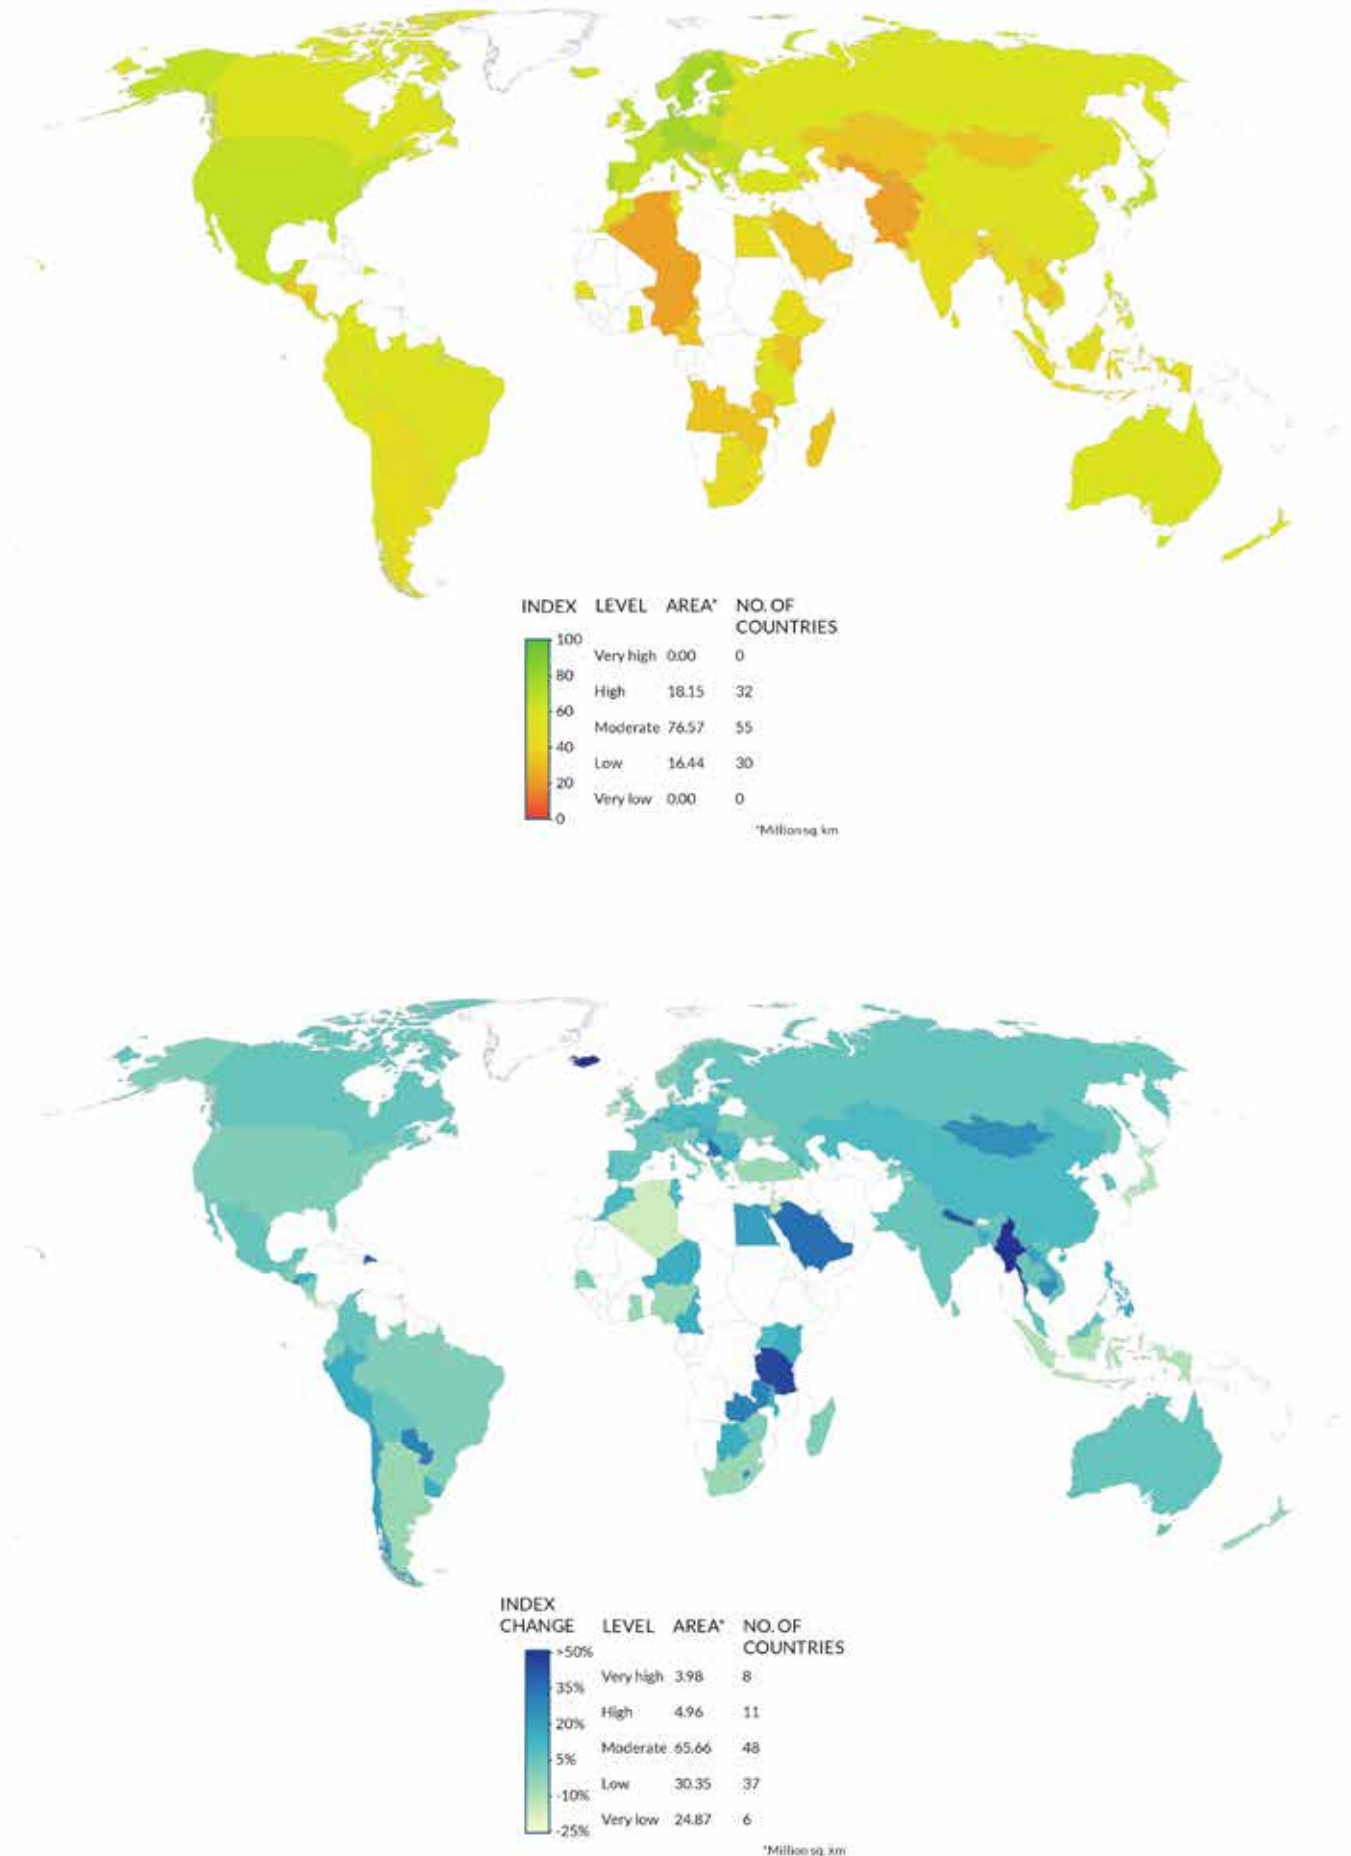 INDEX LEVEL AREA* NO. OF
COUNTRIES
100
Very high 0.00 0
80
High 18.15 32
60
Moderate 76.57 55
40
Low 16.44 30
20
Very low 0.00 0
0
*Million sq. km
INDEX
CHANGE LEVEL AREA* NO. OF
COUNTRIES
>50%
Very high 3.98 8
35%
High 4.96 11
20%
Moderate 65.66 48
5%
Low 30.35 37
-10%
Very low 24.87 6
-25%
*Million sq. km